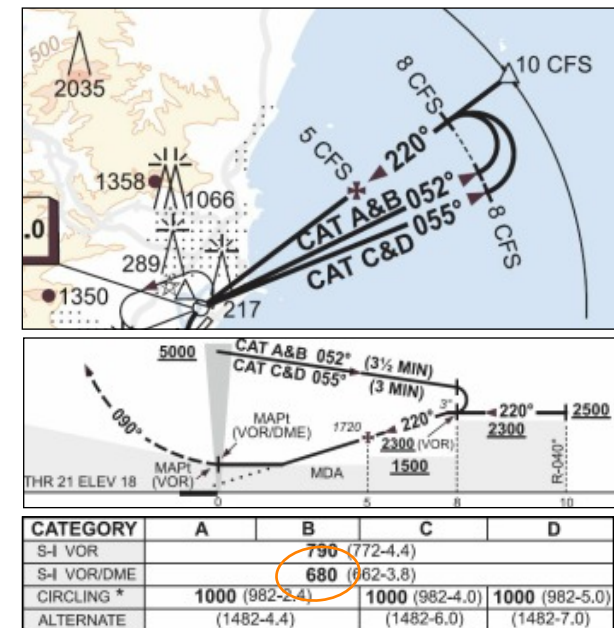 500
2035
10 CFS
8 CFS
5 CFS
220°
1358
1066
CAT A&B 052°
CAT C&D 055°
8 CFS
.0
289
1350
217
5000
CAT A&B 052° (3½ MIN)
CAT C&D 055° (3 MIN)
090°
MAPt
(VOR/DME)
1720
3°
220°
220°
2500
2300 (VOR)
2300
MAPt
(VOR)
MDA
1500
R-040°
THR 21 ELEV 18
0 5 8 10
CATEGORY A B C D
S-I VOR 790 (772-4.4)
S-I VOR/DME 680 (662-3.8)
CIRCLING * 1000 (982-2.4) 1000 (982-4.0) 1000 (982-5.0)
ALTERNATE (1482-4.4) (1482-6.0) (1482-7.0)